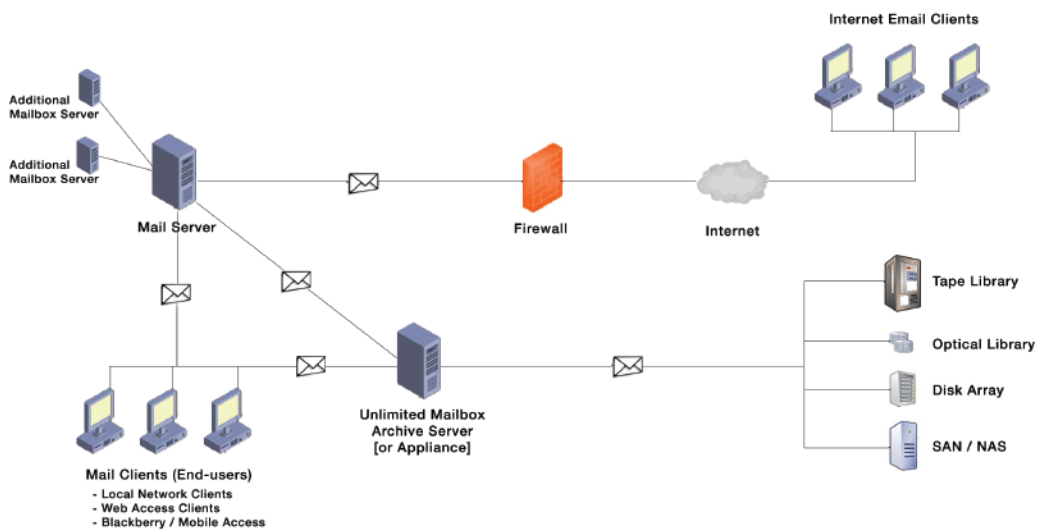 Internet Email Clients
Additional
Mailbox Server
Additional
Mailbox Server
Mail Server
Firewall
Internet
Tape Library
Optical Library
Disk Array
SAN / NAS
Unlimited Mailbox
Archive Server
[or Appliance]
Mail Clients (End-users)
- Local Network Clients
- Web Access Clients
- Blackberry / Mobile Access